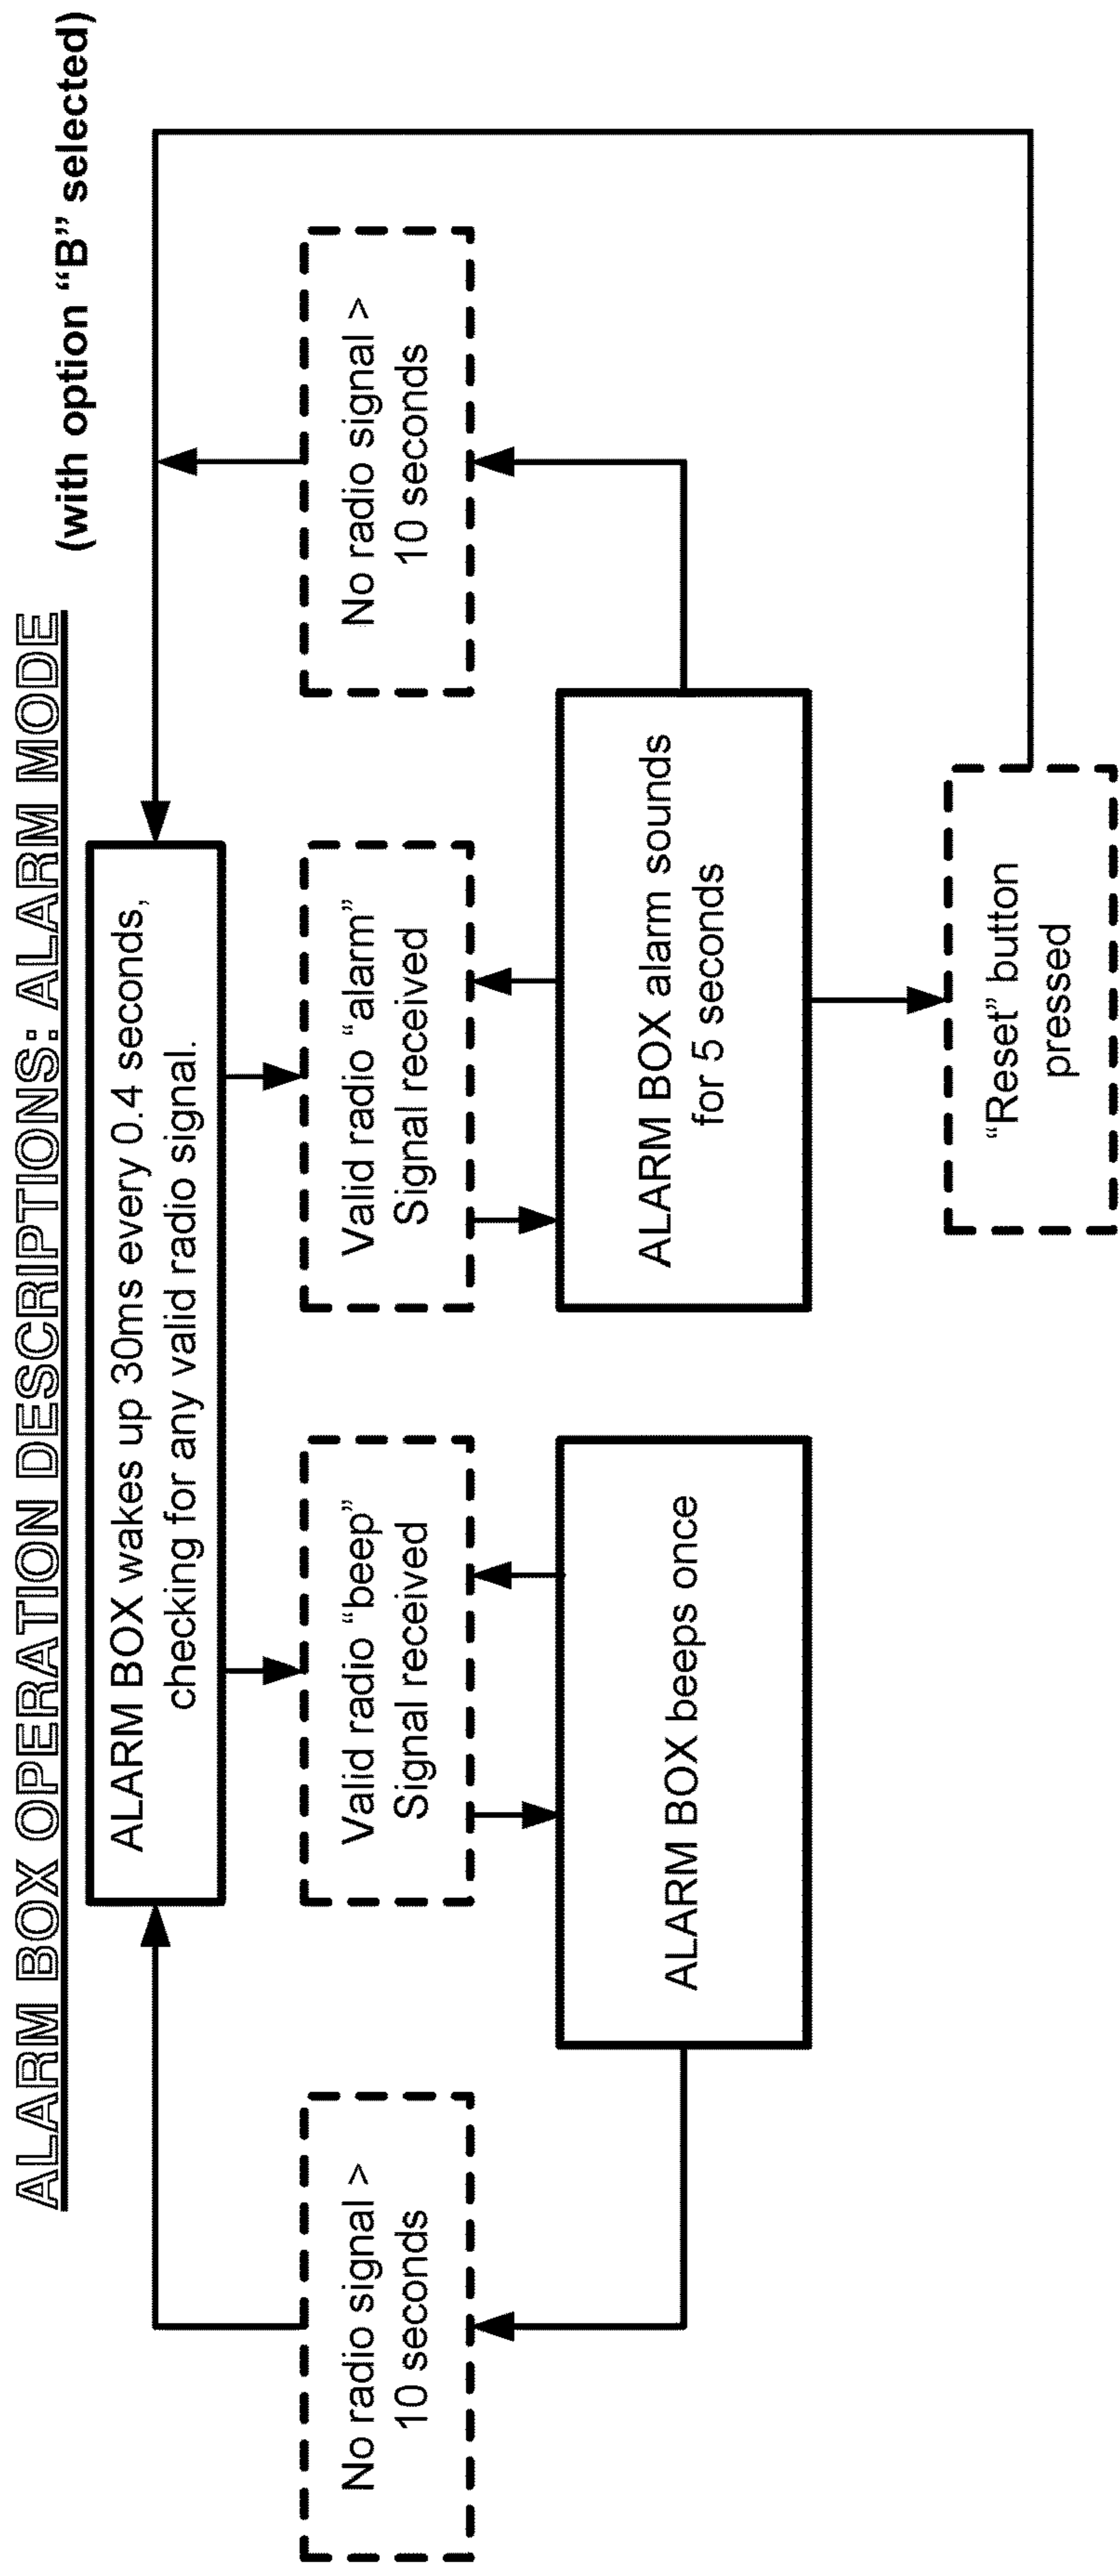 ALARM BOX OPERATION DESCRIPTIONS: ALARM MODE
(with option “B” selected)
ALARM BOX wakes up 30ms every 0.4 seconds,
checking for any valid radio signal.
No radio signal >
10 seconds
Valid radio “beep”
Signal received
Valid radio “alarm”
Signal received
No radio signal >
10 seconds
ALARM BOX beeps once
ALARM BOX alarm sounds
for 5 seconds
“Reset” button
pressed